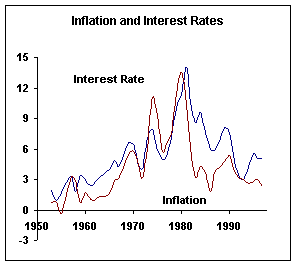 Inflation and Interest Rates
15
Interest Rate
12
9
6
3
Inflation
0
1950 1960 1970 1980 1990
-3